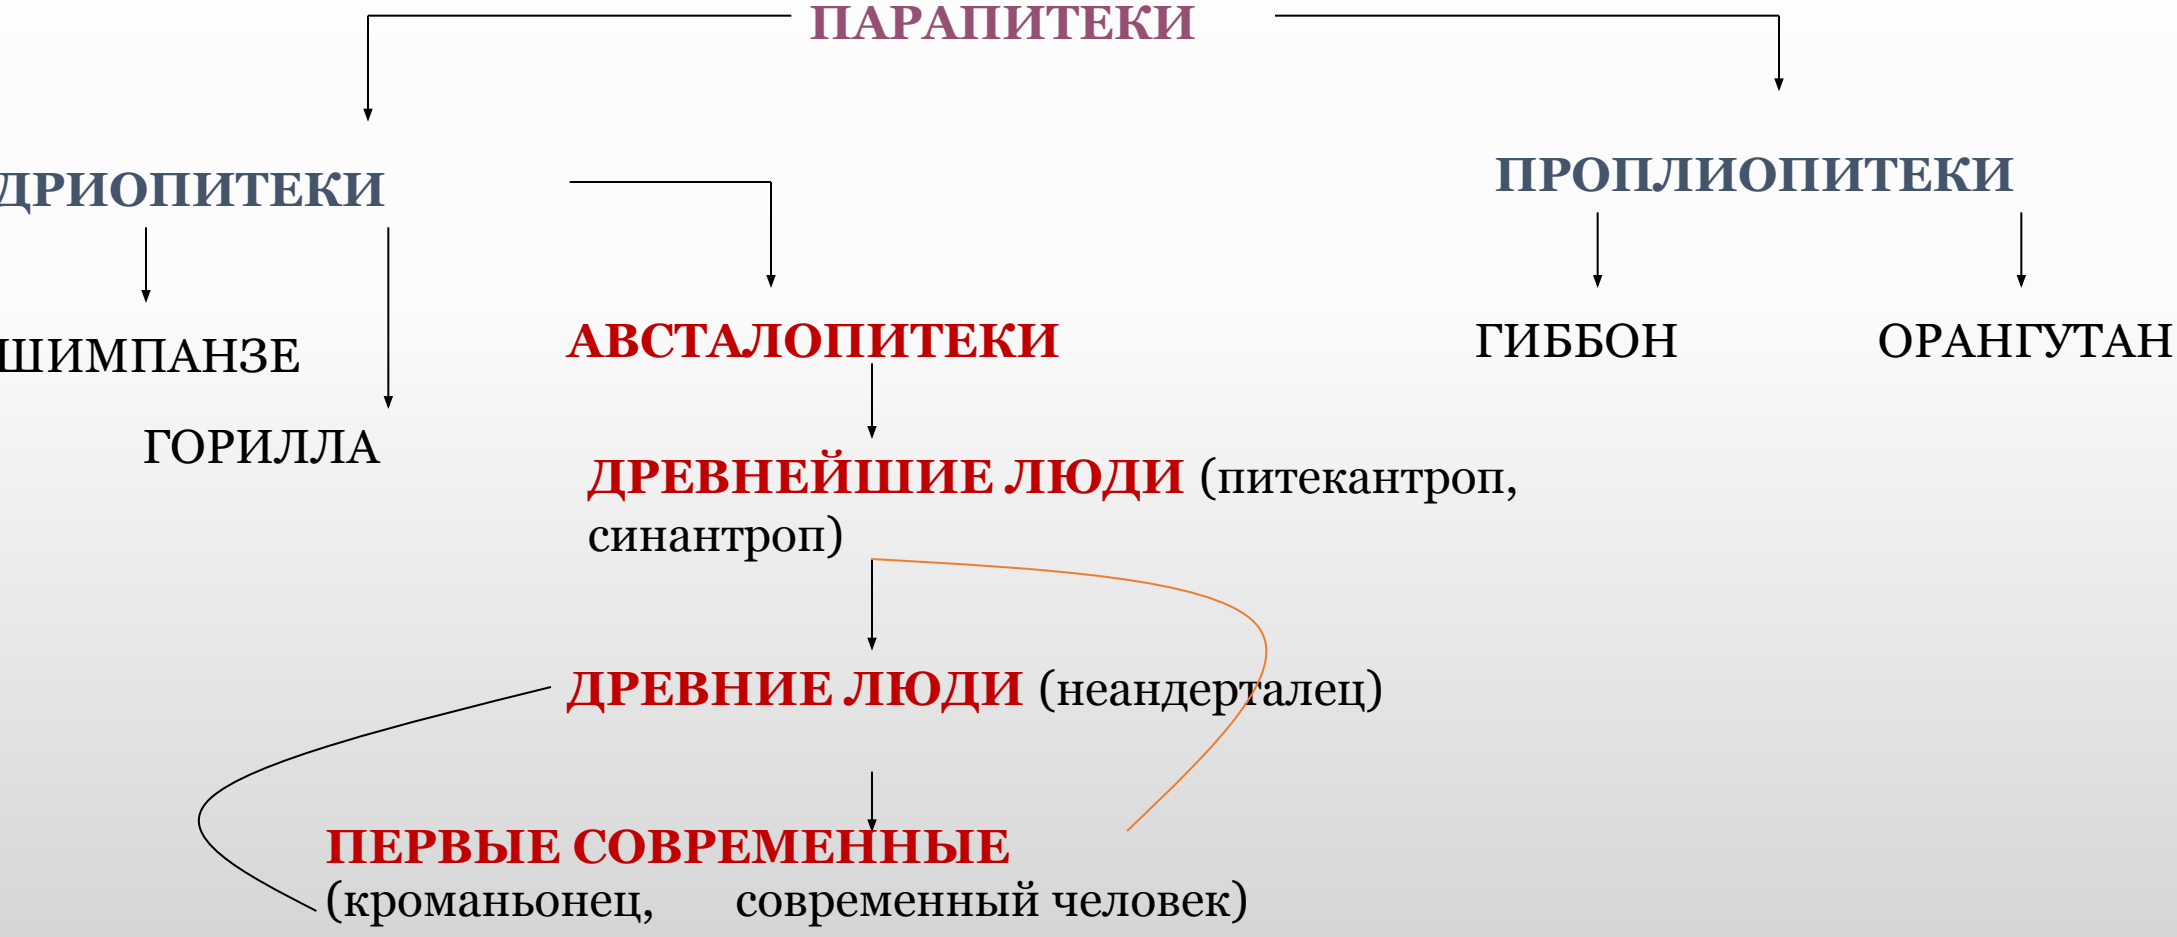 ПАРАПИТЕКИ
ДРИОПИТЕКИ
ПРОПЛИОПИТЕКИ
ШИМПАНЗЕ
АВСТАЛОПИТЕКИ
ГИББОН
ОРАНГУТАН
ГОРИЛЛА
ДРЕВНЕЙШИЕ ЛЮДИ (питекантроп,
синантроп)
ДРЕВНИЕ ЛЮДИ (неандерталец)
ПЕРВЫЕ СОВРЕМЕННЫЕ
(кроманьонец, современный человек)